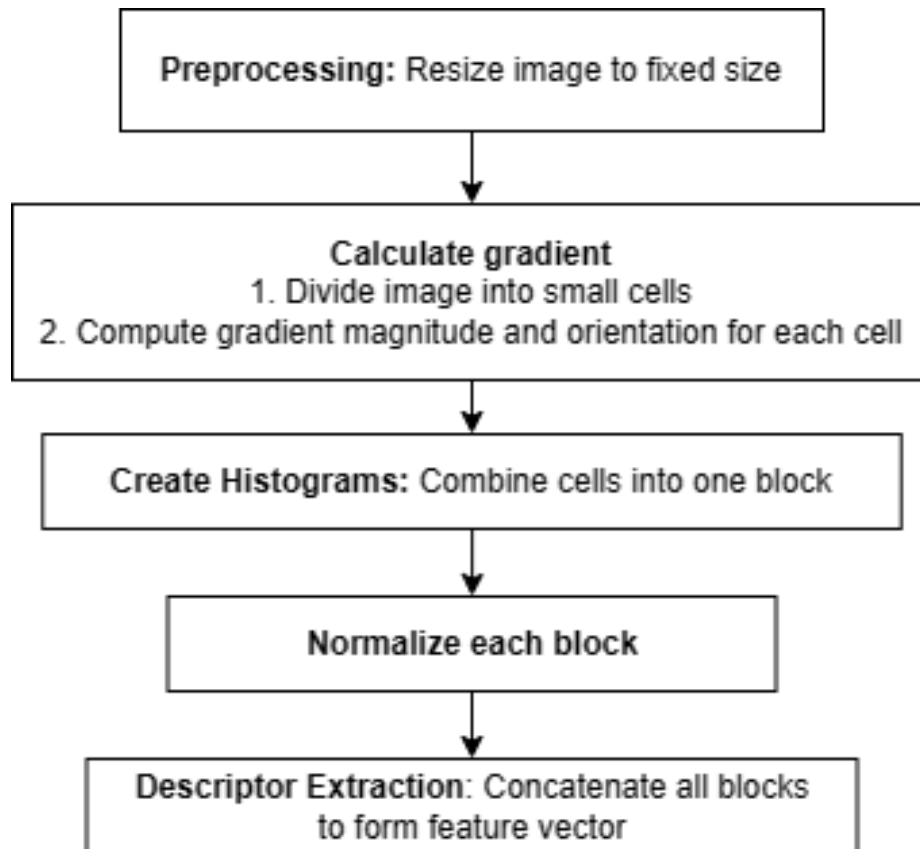 Preprocessing: Resize image to fixed size
Calculate gradient
1. Divide image into small cells
2. Compute gradient magnitude and orientation for each cell
Create Histograms: Combine cells into one block
Normalize each block
Descriptor Extraction: Concatenate all blocks
to form feature vector